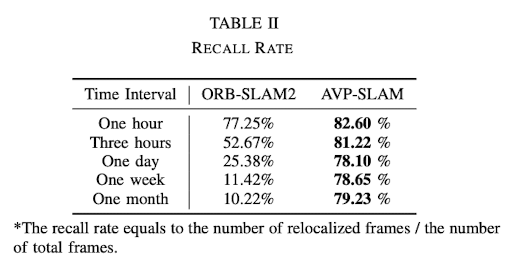 TABLE II
RECALL RATE
Time Interval ORB-SLAM2 AVP-SLAM
One hour 77.25% 82.60 %
Three hours 52.67% 81.22 %
One day 25.38% 78.10 %
One week 11.42% 78.65 %
One month 10.22% 79.23 %
*The recall rate equals to the number of relocalized frames / the number
of total frames.